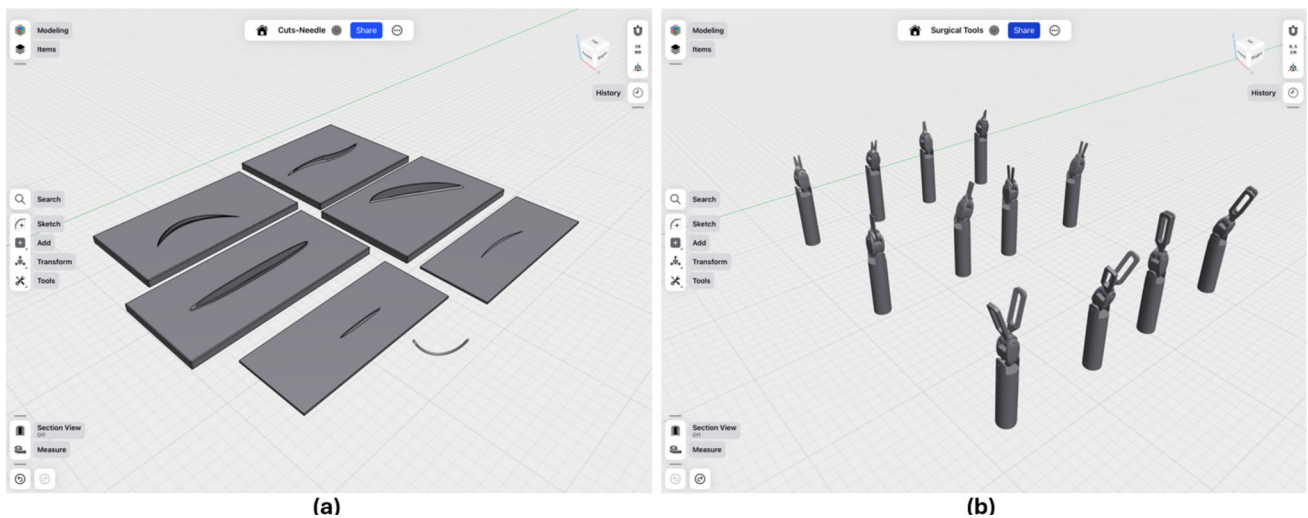 Modeling
Cuts-Needle
Share
Items
History
Search
Sketch
Add
Transform
Tools
Section View
Off
Measure
(a)
Modeling
Surgical Tools
Share
Items
History
Search
Sketch
Add
Transform
Tools
Section View
Off
Measure
(b)